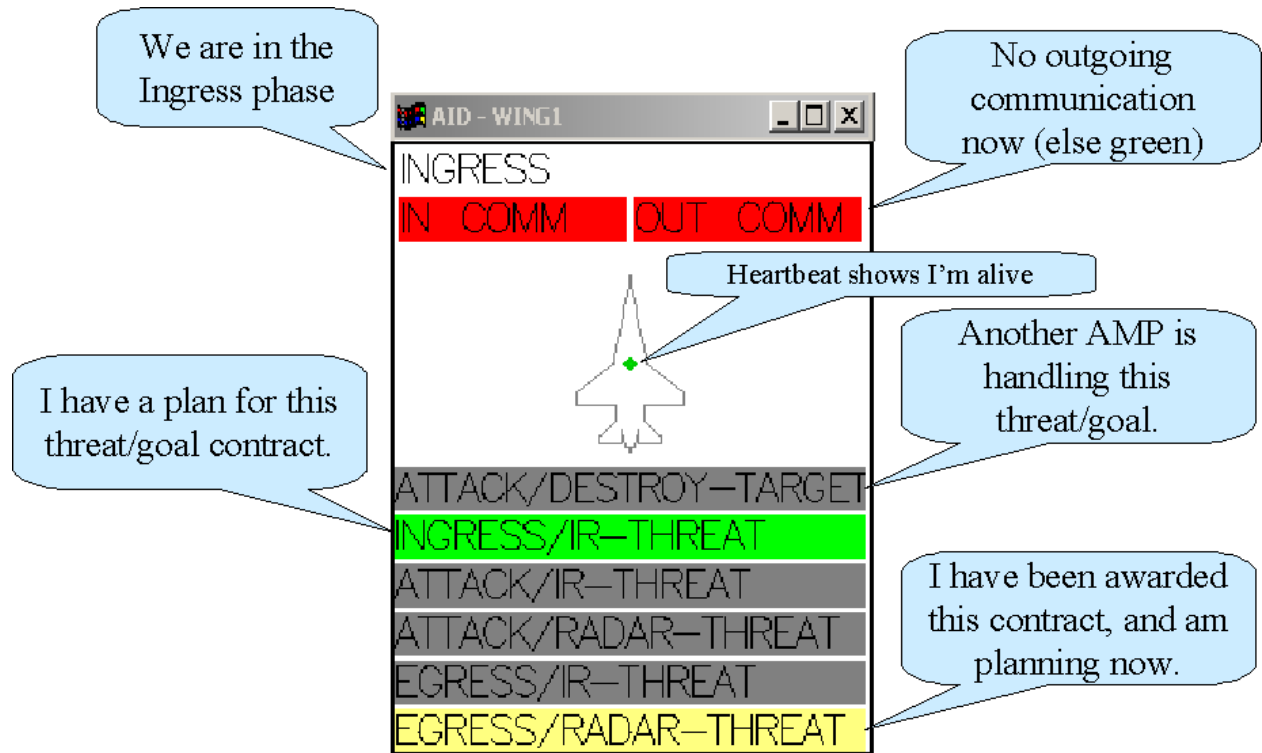 We are in the
Ingress phase
No outgoing
communication
now (else green)
AID - WING1
INGRESS
IN COMM
OUT COMM
Heartbeat shows I'm alive
Another AMP is
handling this
threat/goal.
I have a plan for this
threat/goal contract.
ATTACK/DESTROY-TARGET
INGRESS/IR-THREAT
ATTACK/IR-THREAT
ATTACK/RADAR-THREAT
EGRESS/IR-THREAT
EGRESS/RADAR-THREAT
I have been awarded
this contract, and am
planning now.